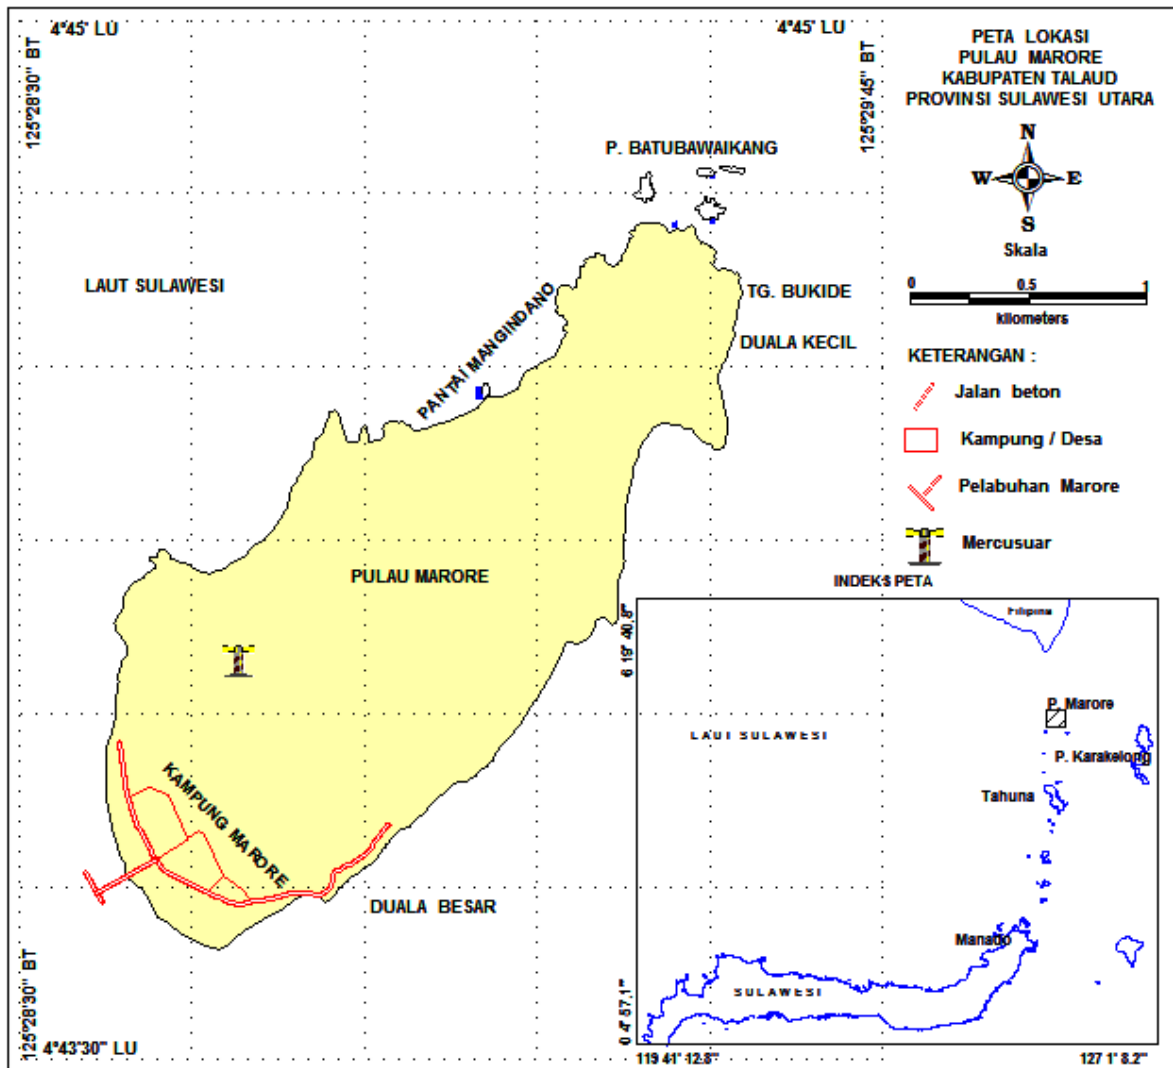 4°45' LU
4°45' LU
125°28'30" BT
125°29'45" BT
PETA LOKASI
PULAU MARORE
KABUPATEN TALAUD
PROVINSI SULAWESI UTARA
N
W
E
S
Skala
0 0.5 1
kilometers
P. BATUBAWAIKANG
LAUT SULAWESI
TG. BUKIDE
PANTAI MANGINDANO
DUALA KECIL
KETERANGAN :
Jalan beton
Kampung / Desa
Pelabuhan Marore
Mercusuar
PULAU MARORE
KAMPUNG MARORE
DUALA BESAR
INDEKS PETA
6 19' 40,8"
Filipina
P. Marore
LAUT SULAWESI
P. Karakelong
Tahuna
Manado
SULAWESI
0 4' 57,1"
119 41' 12.8"
127 1' 8.2"
125°28'30" BT
4°43'30" LU